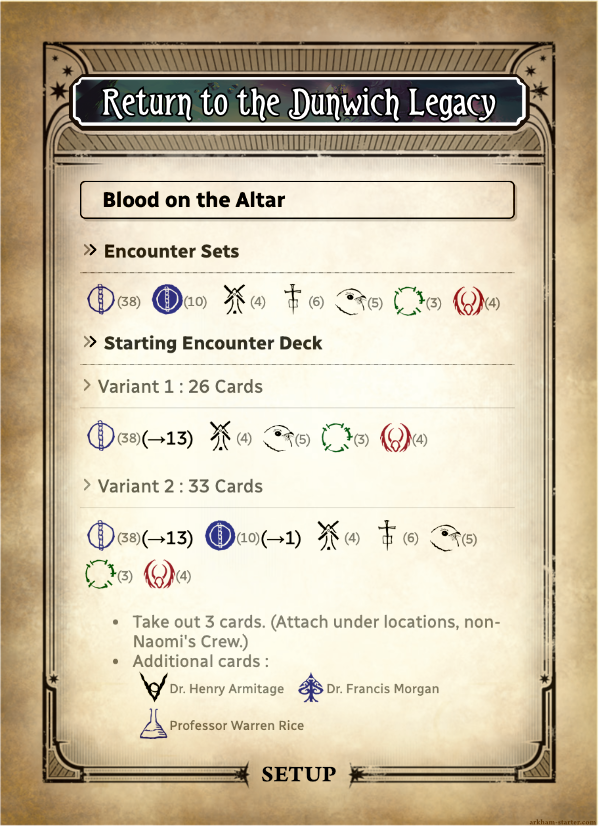 Return to the Dunwich Legacy
Blood on the Altar
Encounter Sets
(38) (10) (4) (6) (5) (3) (4)
Starting Encounter Deck
Variant 1 : 26 Cards
(38)(→13) (4) (5) (3) (4)
Variant 2 : 33 Cards
(38)(→13) (10)(→1) (4) (6) (5)
(3) (4)
• Take out 3 cards. (Attach under locations, non-
Naomi's Crew.)
• Additional cards :
Dr. Henry Armitage Dr. Francis Morgan
Professor Warren Rice
SETUP
arkham-starter.com